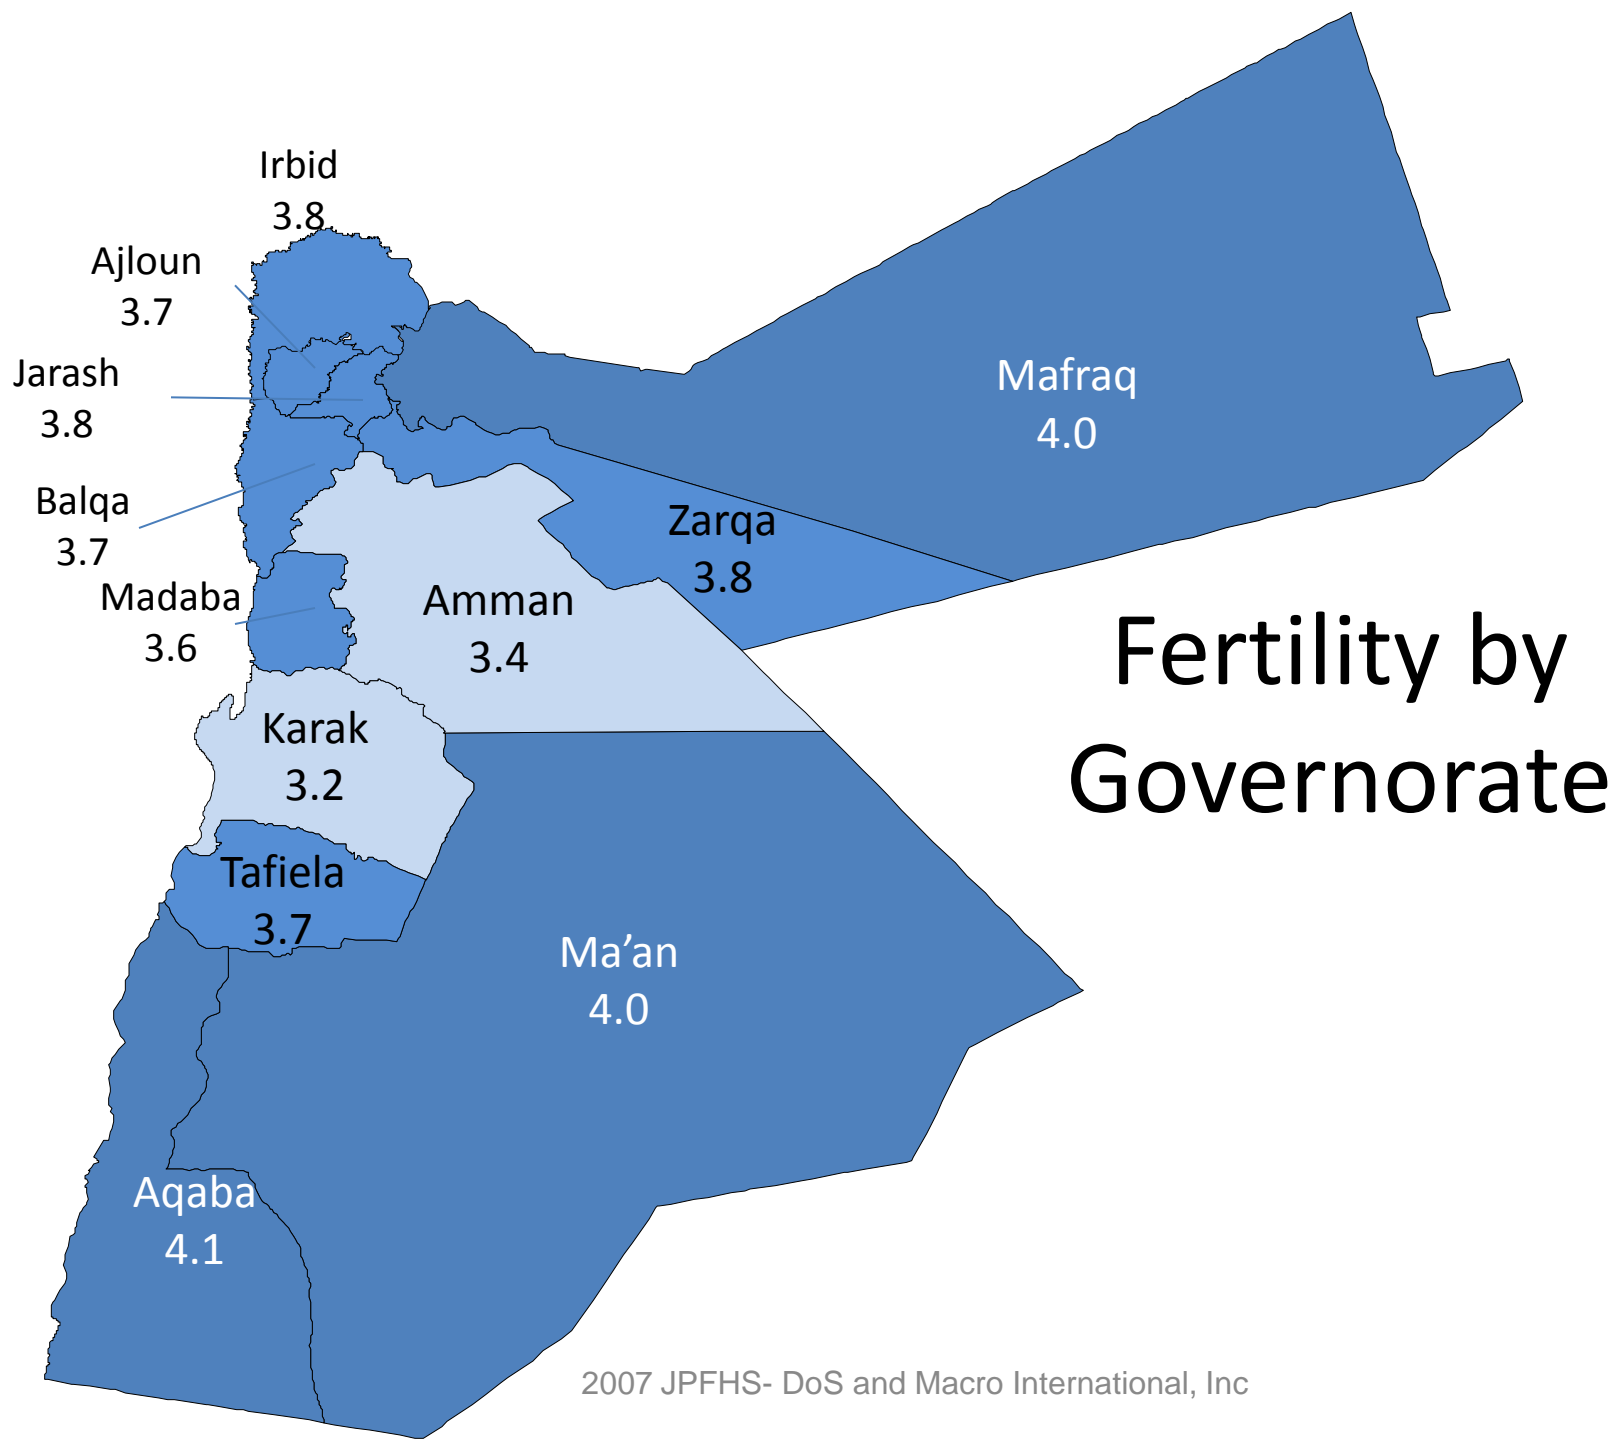 Irbid
3.8
Ajloun
3.7
Jarash
3.8
Balqa
3.7
Madaba
3.6
Mafraq
4.0
Zarqa
3.8
Amman
3.4
Karak
3.2
Tafiela
3.7
Ma’an
4.0
Aqaba
4.1
Fertility by
Governorate
2007 JPFHS- DoS and Macro International, Inc